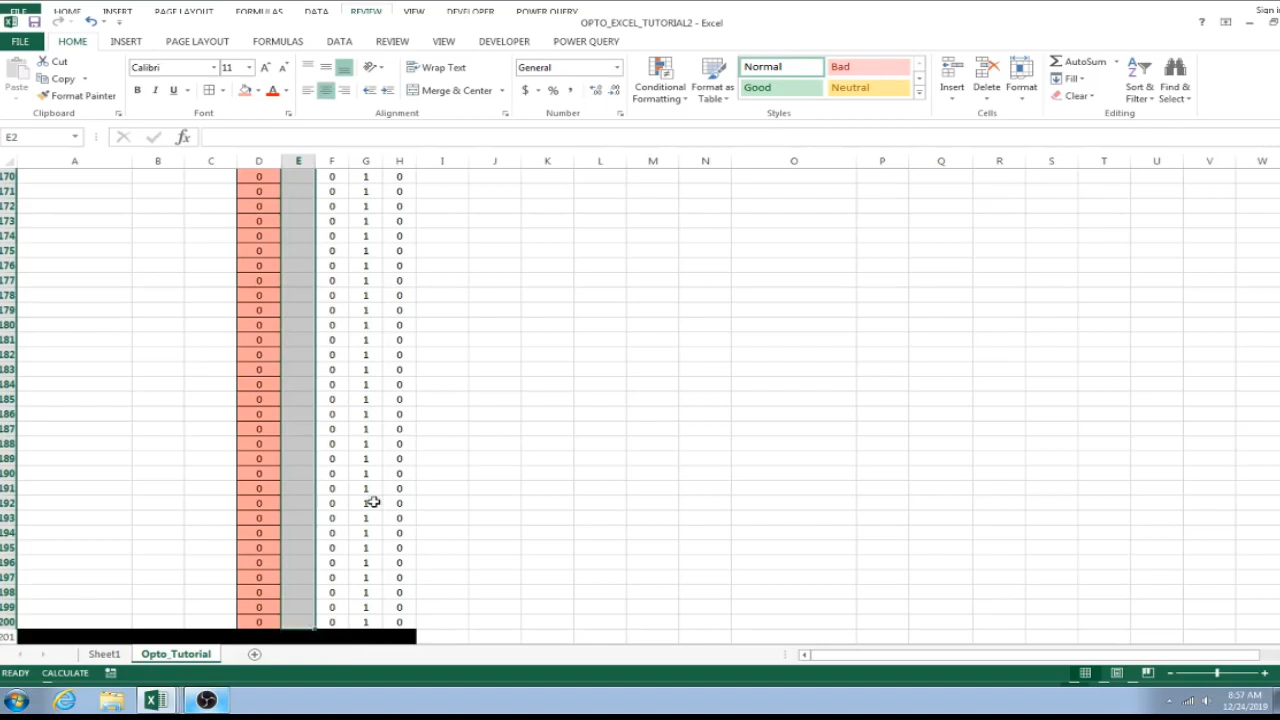 FILE HOME INSERT PAGE LAYOUT FORMULAS DATA REVIEW VIEW DEVELOPER POWER QUERY Sign in
OPTO_EXCEL_TUTORIAL2 - Excel ?
FILE HOME INSERT PAGE LAYOUT FORMULAS DATA REVIEW VIEW DEVELOPER POWER QUERY
Cut Calibri 11 A A Wrap Text General Normal Bad AutoSum
Paste Copy Conditional Formatting Format as Table Insert Delete Format Fill Sort & Filter Find & Select
Format Painter B I U A Merge & Center $ % , Good Neutral Clear
Clipboard Font Alignment Number Styles Cells Editing
E2 fx
A B C D E F G H I J K L M N O P Q R S T U V W
170 0 0 1 0
171 0 0 1 0
172 0 0 1 0
173 0 0 1 0
174 0 0 1 0
175 0 0 1 0
176 0 0 1 0
177 0 0 1 0
178 0 0 1 0
179 0 0 1 0
180 0 0 1 0
181 0 0 1 0
182 0 0 1 0
183 0 0 1 0
184 0 0 1 0
185 0 0 1 0
186 0 0 1 0
187 0 0 1 0
188 0 0 1 0
189 0 0 1 0
190 0 0 1 0
191 0 0 1 0
192 0 0 1 0
193 0 0 1 0
194 0 0 1 0
195 0 0 1 0
196 0 0 1 0
197 0 0 1 0
198 0 0 1 0
199 0 0 1 0
200 0 0 1 0
201
Sheet1 Opto_Tutorial
READY CALCULATE
8:57 AM
12/24/2019